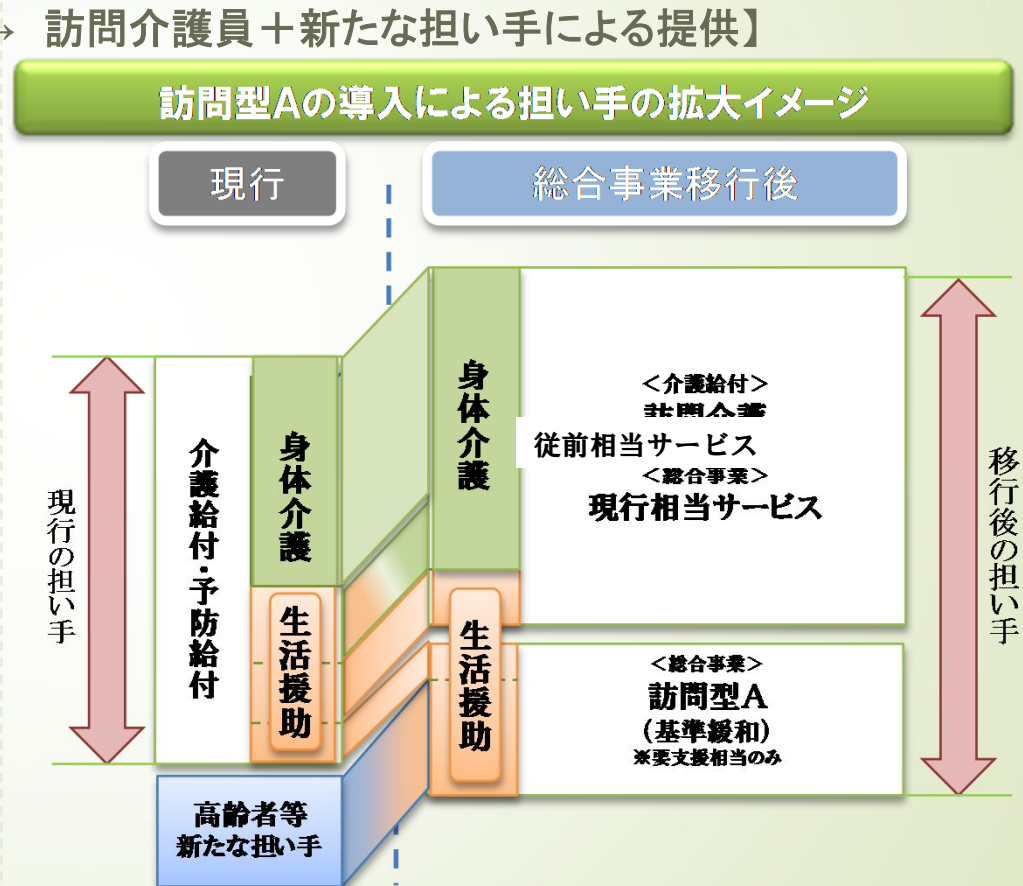 → 訪問介護員＋新たな担い手による提供】
訪問型Aの導入による担い手の拡大イメージ
現行
総合事業移行後
現行の担い手
介護給付・予防給付
身体介護
生活援助
高齢者等
新たな担い手
身体介護
生活援助
＜介護給付＞
訪問介護
従前相当サービス
＜総合事業＞
現行相当サービス
＜総合事業＞
訪問型A
（基準緩和）
※要支援相当のみ
移行後の担い手